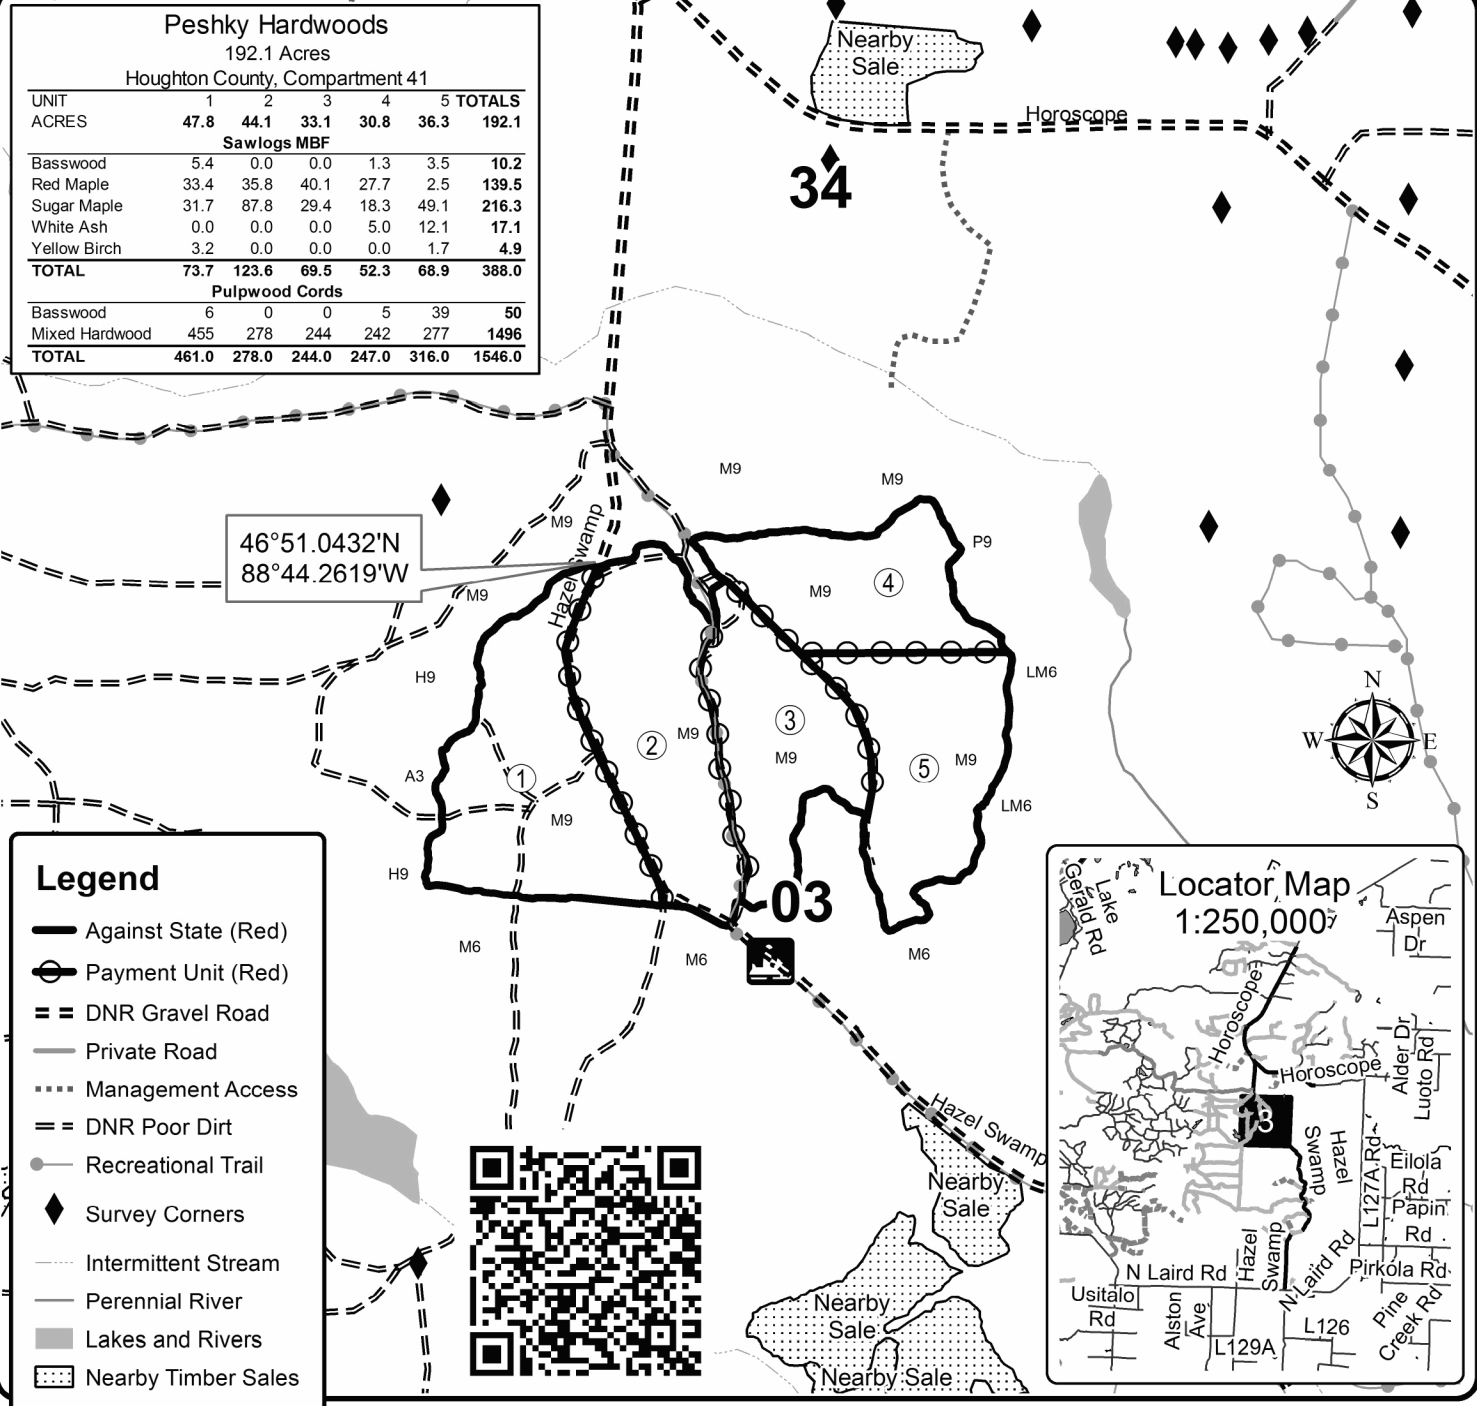 Peshky Hardwoods
192.1 Acres
Houghton County, Compartment 41
UNIT 1 2 3 4 5 TOTALS
ACRES 47.8 44.1 33.1 30.8 36.3 192.1
Sawlogs MBF
Basswood 5.4 0.0 0.0 1.3 3.5 10.2
Red Maple 33.4 35.8 40.1 27.7 2.5 139.5
Sugar Maple 31.7 87.8 29.4 18.3 49.1 216.3
White Ash 0.0 0.0 0.0 5.0 12.1 17.1
Yellow Birch 3.2 0.0 0.0 0.0 1.7 4.9
TOTAL 73.7 123.6 69.5 52.3 68.9 388.0
Pulpwood Cords
Basswood 6 0 0 5 39 50
Mixed Hardwood 455 278 244 242 277 1496
TOTAL 461.0 278.0 244.0 247.0 316.0 1546.0
Nearby
Sale
Horoscope
34
M9
M9
M9
Hazel Swamp
P9
46°51.0432'N
88°44.2619'W
M9
M9
4
H9
LM6
N
W E
S
3
M9
2
M9
M9
5
A3
1
M9
LM6
H9
03
M6
M6
M6
Hazel Swamp
Nearby
Sale
Nearby
Sale
Nearby Sale
Legend
Against State (Red)
Payment Unit (Red)
DNR Gravel Road
Private Road
Management Access
DNR Poor Dirt
Recreational Trail
Survey Corners
Intermittent Stream
Perennial River
Lakes and Rivers
Nearby Timber Sales
Locator Map
1:250,000
Lake
Gerald Rd
Aspen
Dr
Horoscope
Horoscope
Alder Dr
Luoto Rd
3
Hazel
Swamp
L127A Rd
Eilola
Rd
Papin
Rd
Hazel
Swamp
N Laird Rd
N Laird Rd
Pirkola Rd
Usitalo
Rd
Alston
Ave
L129A
L126
Pine
Creek Rd